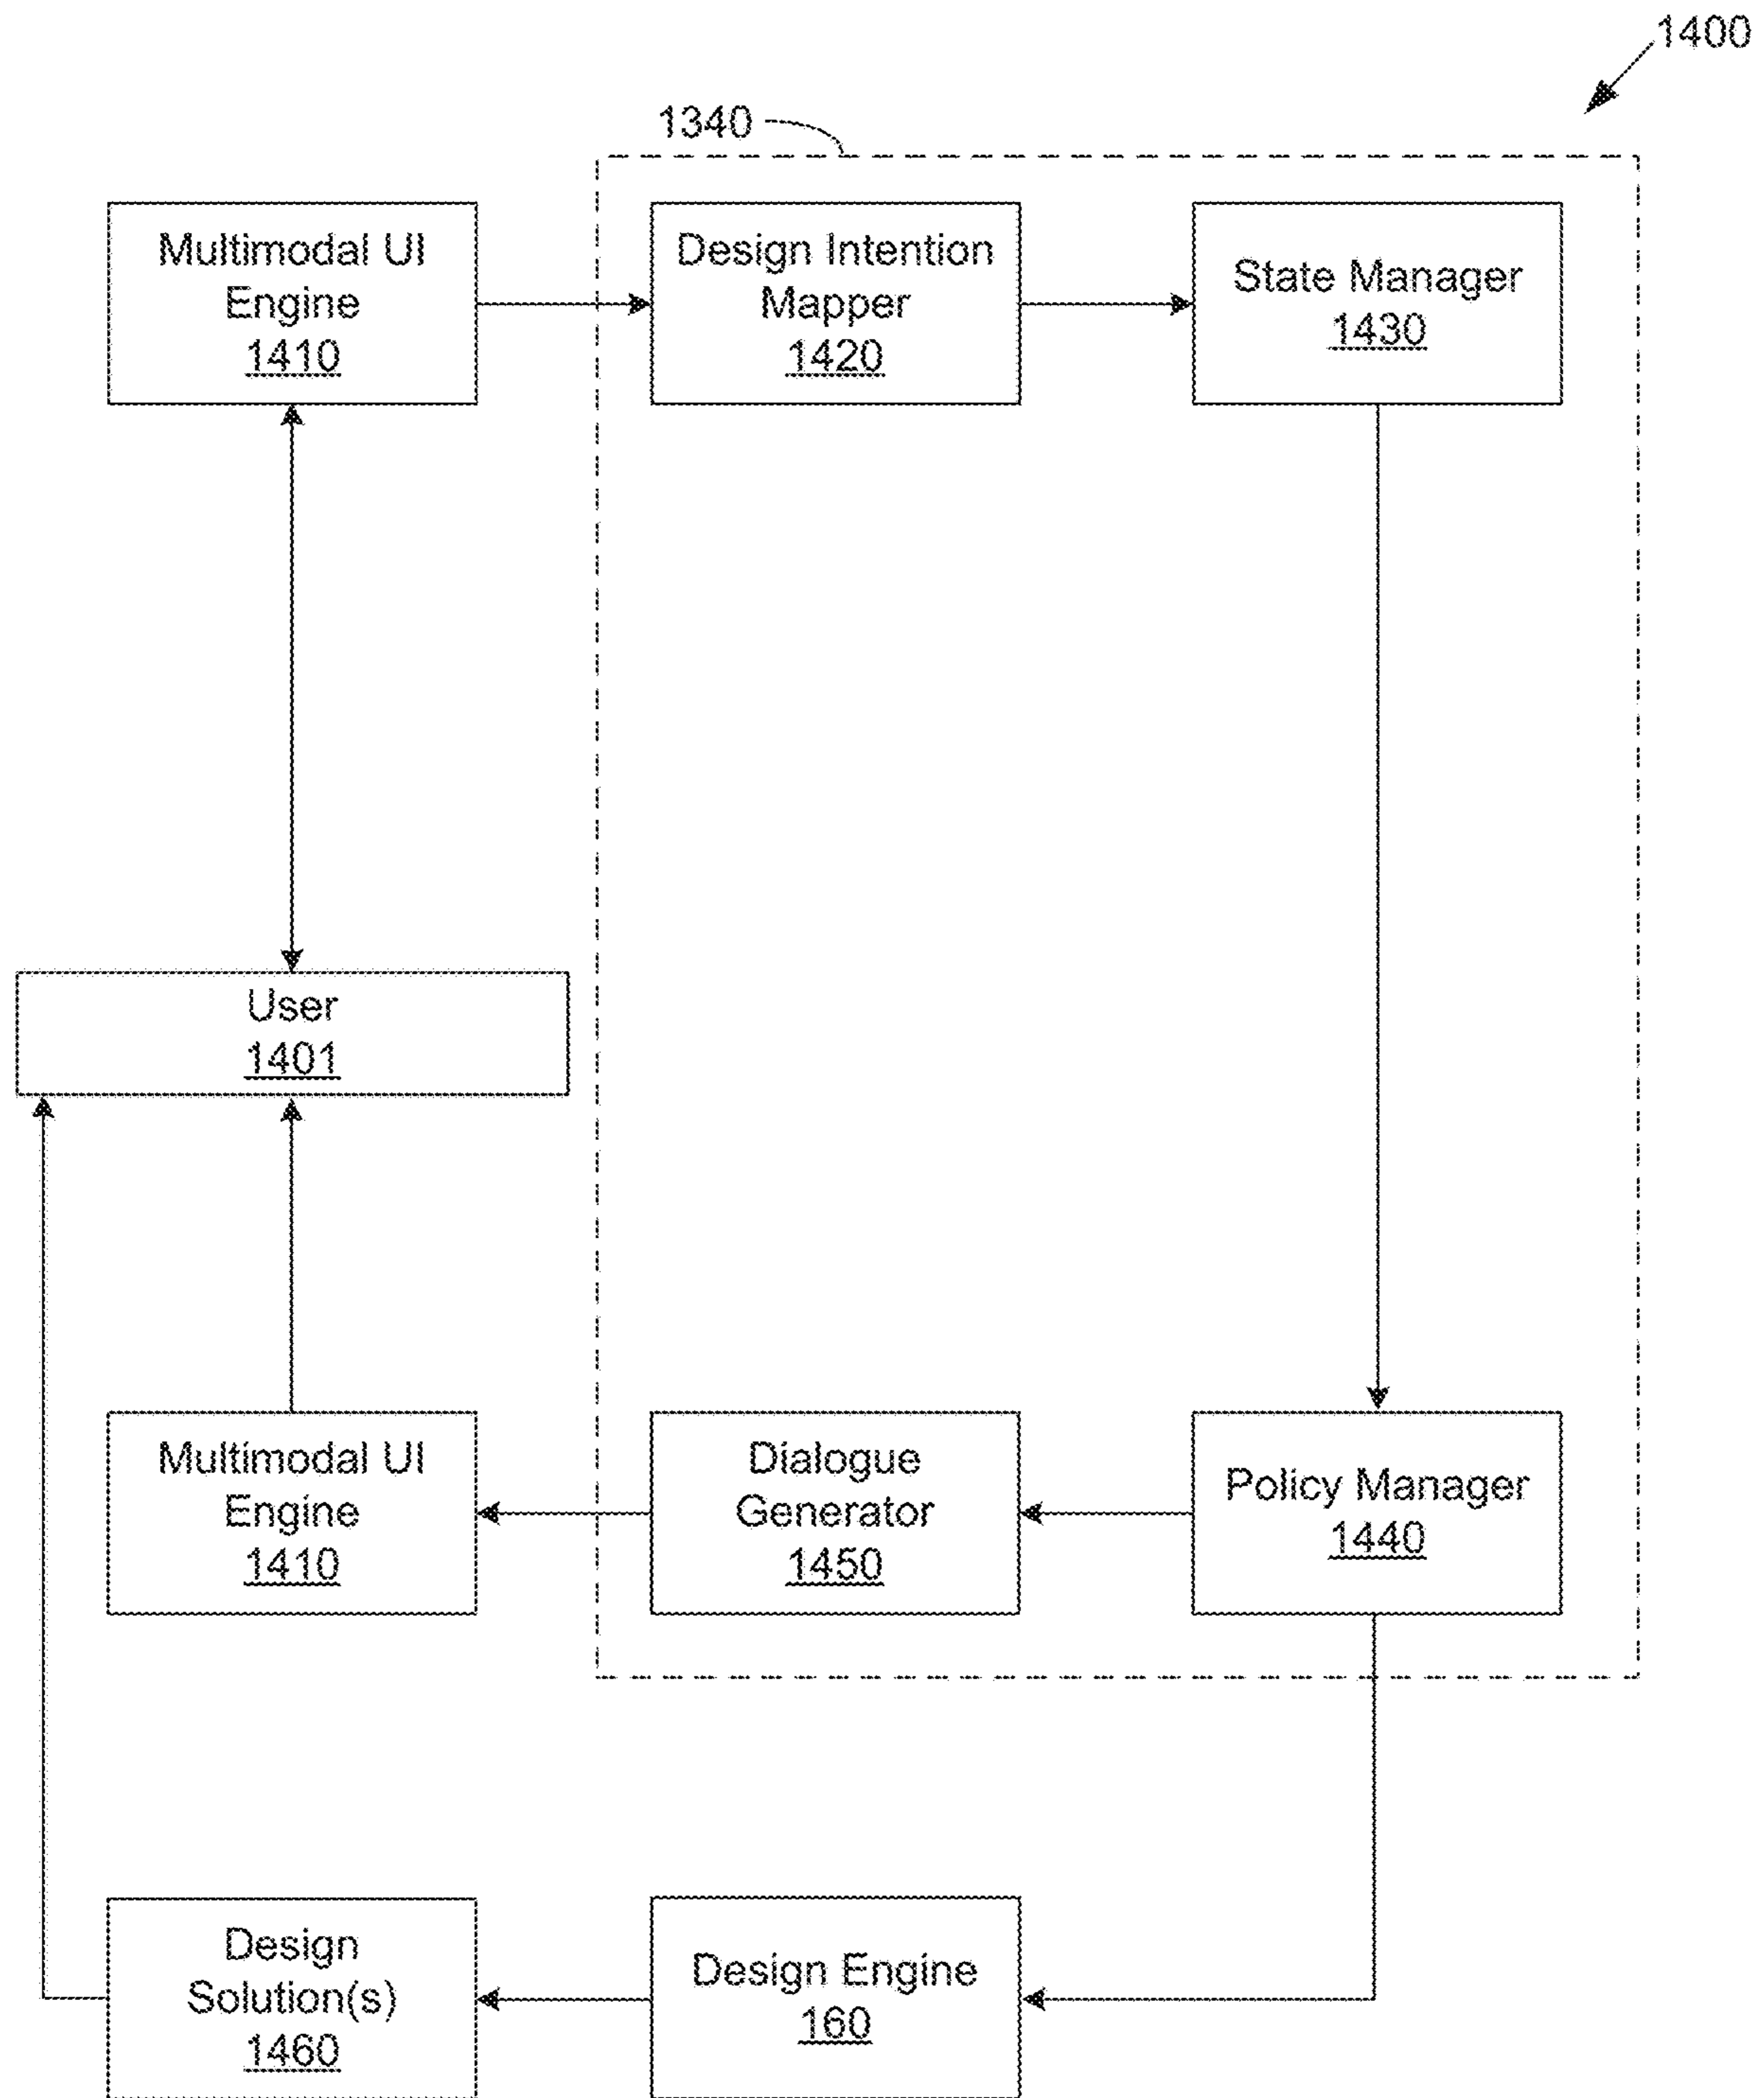 1400
1340
Multimodal UI
Engine
1410
Design Intention
Mapper
1420
State Manager
1430
User
1401
Multimodal UI
Engine
1410
Dialogue
Generator
1450
Policy Manager
1440
Design
Solution(s)
1460
Design Engine
160